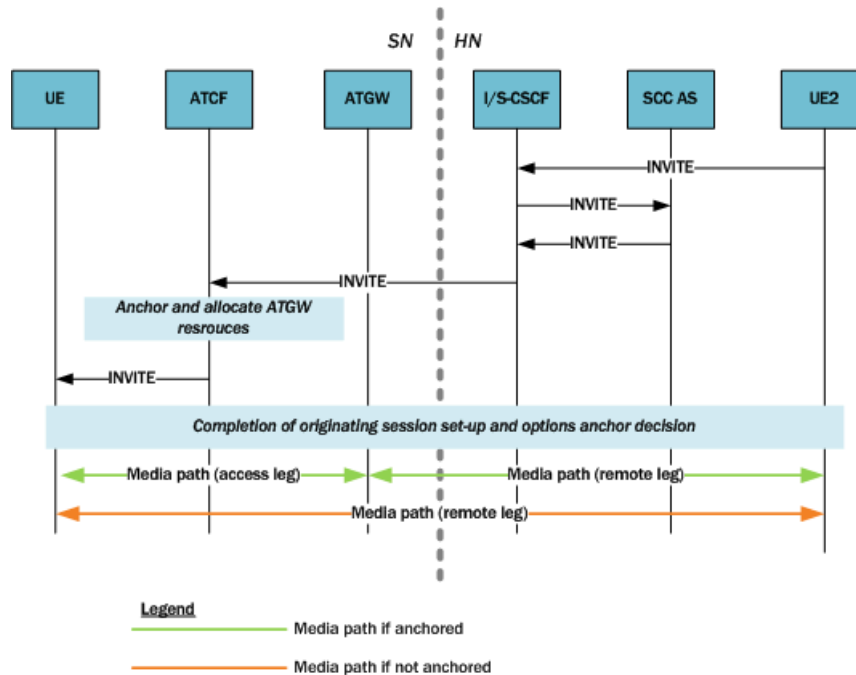 SN HN
UE ATCF ATGW I/S-CSCF SCC AS UE2
INVITE
INVITE
INVITE
INVITE
Anchor and allocate ATGW
resrouces
INVITE
Completion of originating session set-up and options anchor decision
Media path (access leg) Media path (remote leg)
Media path (remote leg)
Legend
Media path if anchored
Media path if not anchored